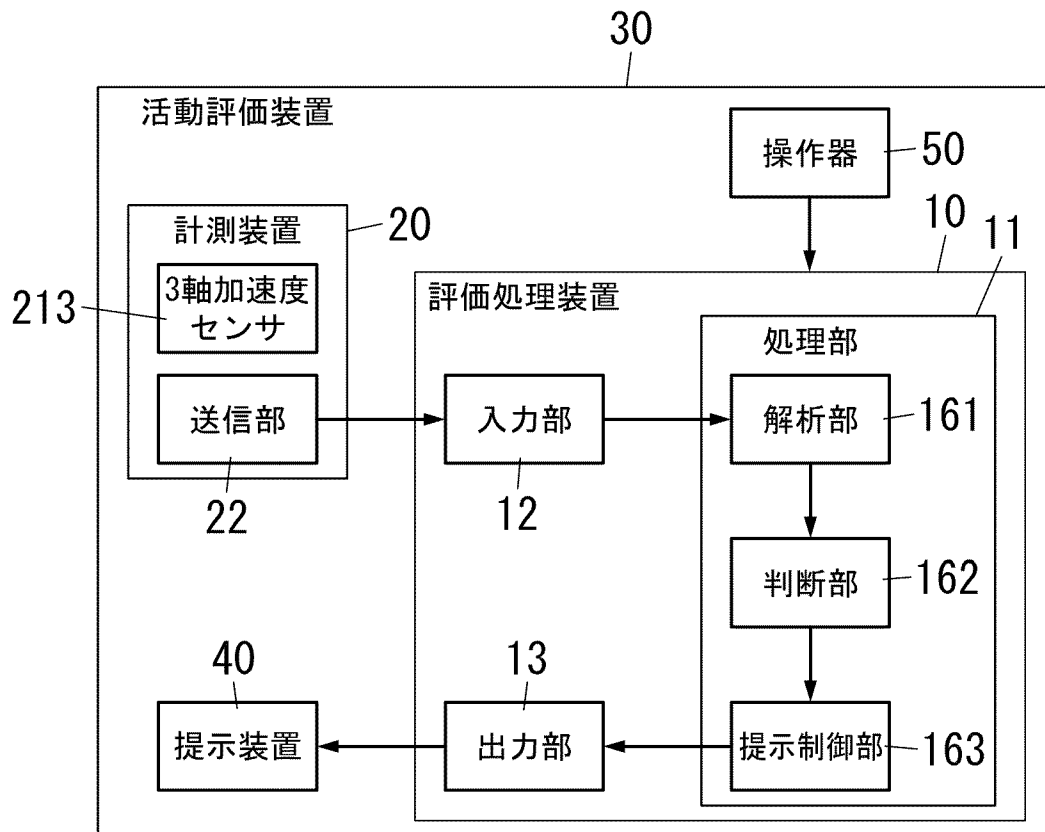 30
活動評価装置
操作器
50
計測装置
20
10
11
3軸加速度
センサ
213
評価処理装置
処理部
送信部
22
入力部
12
解析部
161
判断部
162
40
13
提示装置
出力部
提示制御部
163